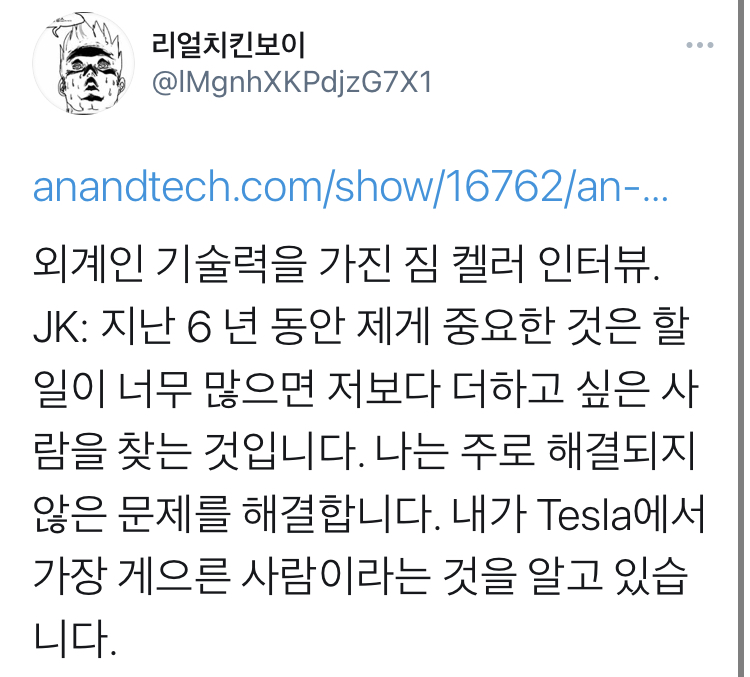 리얼치킨보이
@lMgnhXKPdjzG7X1
anandtech.com/show/16762/an-...
외계인 기술력을 가진 짐 켈러 인터뷰.
JK: 지난 6 년 동안 제게 중요한 것은 할
일이 너무 많으면 저보다 더하고 싶은 사
람을 찾는 것입니다. 나는 주로 해결되지
않은 문제를 해결합니다. 내가 Tesla에서
가장 게으른 사람이라는 것을 알고 있습
니다.